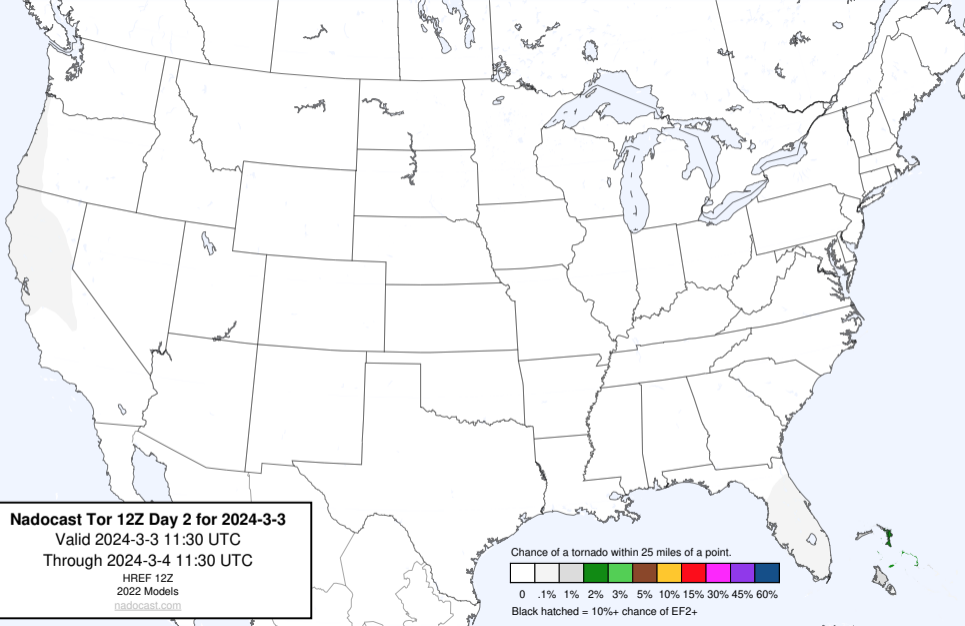 Nadocast Tor 12Z Day 2 for 2024-3-3
Valid 2024-3-3 11:30 UTC
Through 2024-3-4 11:30 UTC
HREF 12Z
2022 Models
nadocast.com
Chance of a tornado within 25 miles of a point.
0 .1% 1% 2% 3% 5% 10% 15% 30% 45% 60%
Black hatched = 10%+ chance of EF2+